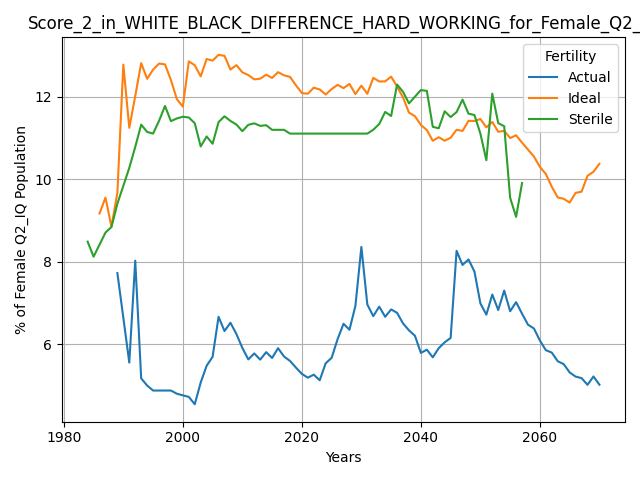 Score_2_in_WHITE_BLACK_DIFFERENCE_HARD_WORKING_for_Female_Q2_
Fertility
Actual
Ideal
Sterile
% of Female Q2_IQ Population
12
10
8
6
1980
2000
2020
2040
2060
Years